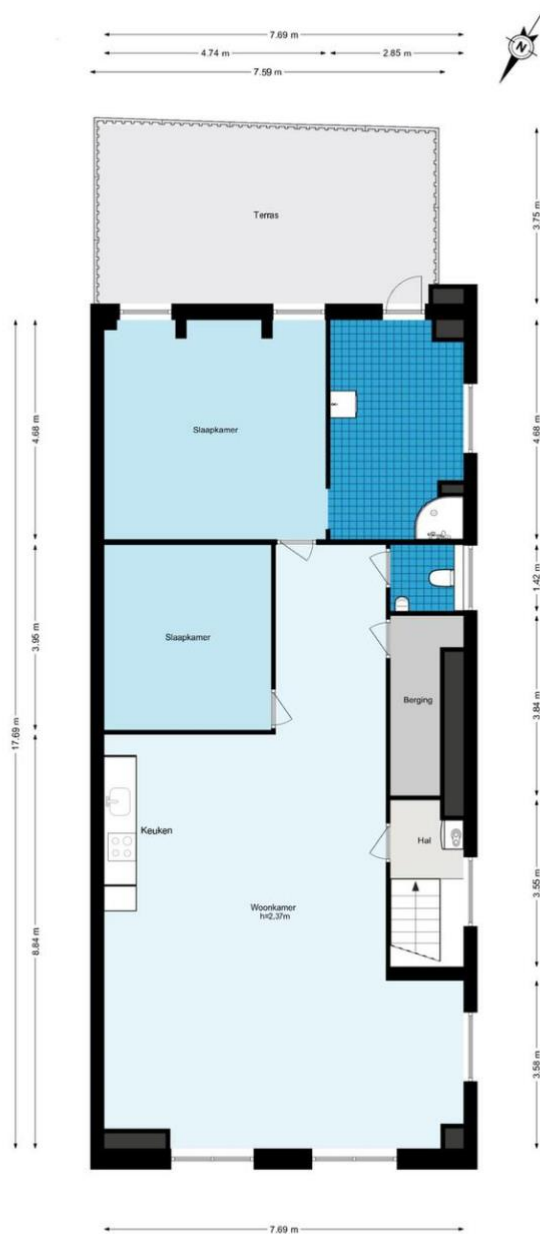 7.69 m
4.74 m
2.85 m
7.59 m
N
Terras
3.75 m
Slaapkamer
4.68 m
4.68 m
1.42 m
Slaapkamer
3.95 m
Berging
3.84 m
17.69 m
Keuken
Hal
3.55 m
Woonkamer
h=2,37m
8.84 m
3.58 m
7.69 m